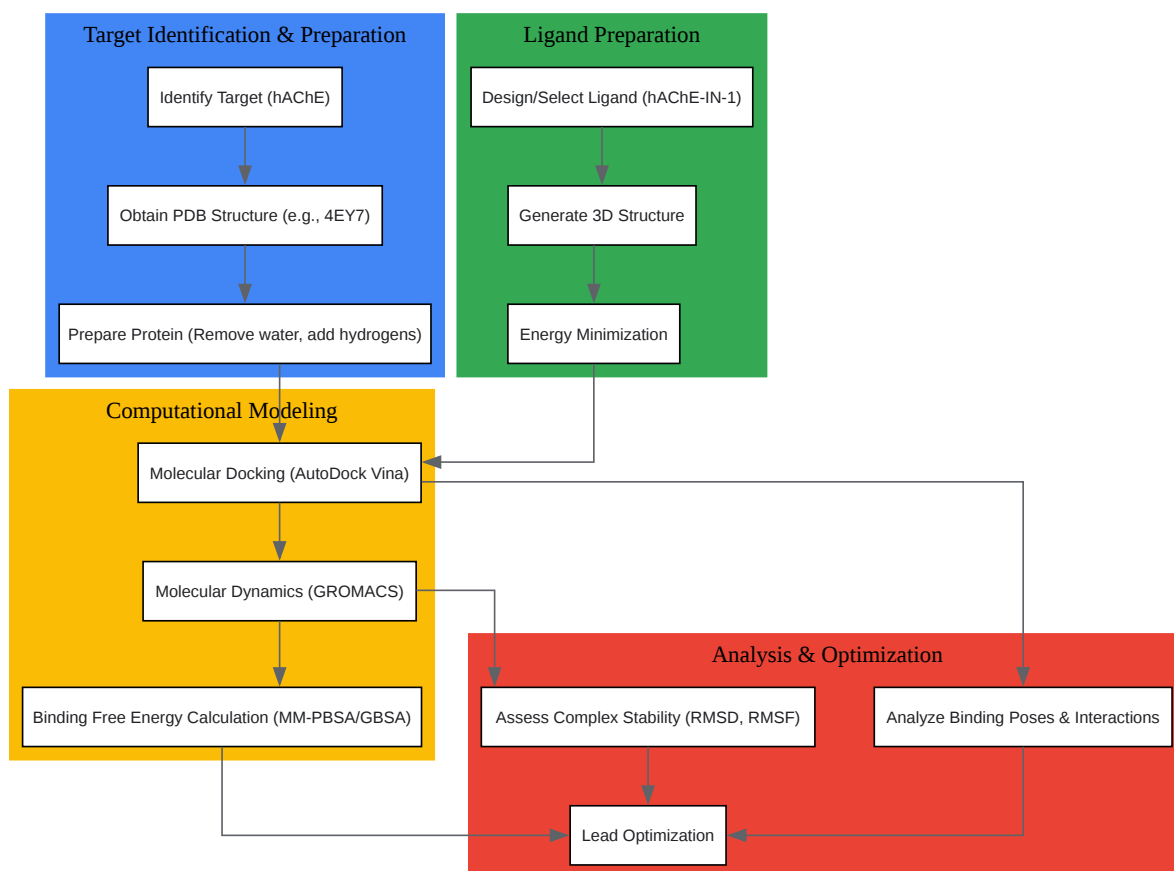 Target Identification & Preparation
Identify Target (hAChE)
Obtain PDB Structure (e.g., 4EY7)
Prepare Protein (Remove water, add hydrogens)
Ligand Preparation
Design/Select Ligand (hAChE-IN-1)
Generate 3D Structure
Energy Minimization
Computational Modeling
Molecular Docking (AutoDock Vina)
Molecular Dynamics (GROMACS)
Binding Free Energy Calculation (MM-PBSA/GBSA)
Analysis & Optimization
Assess Complex Stability (RMSD, RMSF)
Analyze Binding Poses & Interactions
Lead Optimization